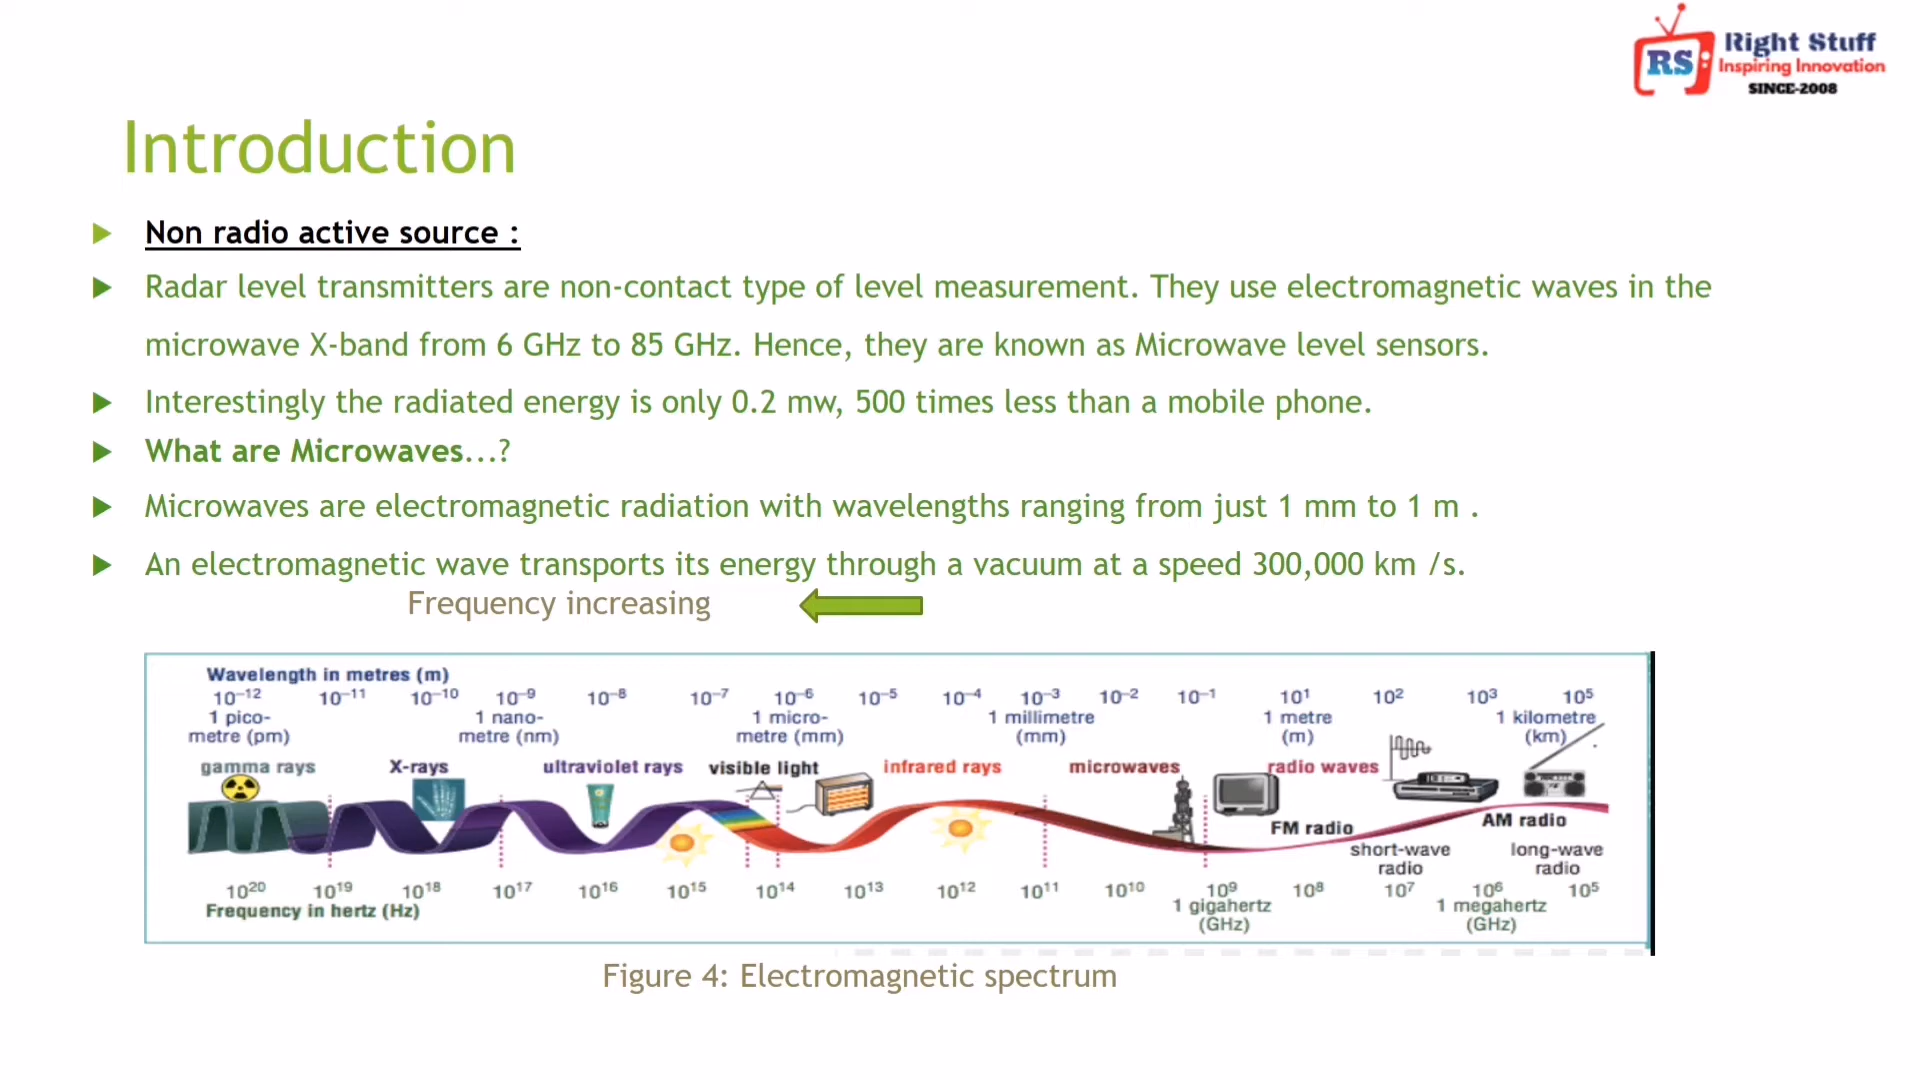 RS
Right Stuff
Inspiring Innovation
SINCE-2008
Introduction
Non radio active source :
Radar level transmitters are non-contact type of level measurement. They use electromagnetic waves in the
microwave X-band from 6 GHz to 85 GHz. Hence, they are known as Microwave level sensors.
Interestingly the radiated energy is only 0.2 mw, 500 times less than a mobile phone.
What are Microwaves...?
Microwaves are electromagnetic radiation with wavelengths ranging from just 1 mm to 1 m .
An electromagnetic wave transports its energy through a vacuum at a speed 300,000 km /s.
Frequency increasing
Wavelength in metres (m)
10⁻¹² 10⁻¹¹ 10⁻¹⁰ 10⁻⁹ 10⁻⁸ 10⁻⁷ 10⁻⁶ 10⁻⁵ 10⁻⁴ 10⁻³ 10⁻² 10⁻¹ 10¹ 10² 10³ 10⁵
1 pico- 1 nano- 1 micro- 1 millimetre 1 metre 1 kilometre
metre (pm) metre (nm) metre (mm) (mm) (m) (km)
gamma rays X-rays ultraviolet rays visible light infrared rays microwaves radio waves
FM radio AM radio
short-wave long-wave
radio radio
10²⁰ 10¹⁹ 10¹⁸ 10¹⁷ 10¹⁶ 10¹⁵ 10¹⁴ 10¹³ 10¹² 10¹¹ 10¹⁰ 10⁹ 10⁸ 10⁷ 10⁶ 10⁵
Frequency in hertz (Hz) 1 gigahertz 1 megahertz
(GHz) (GHz)
Figure 4: Electromagnetic spectrum